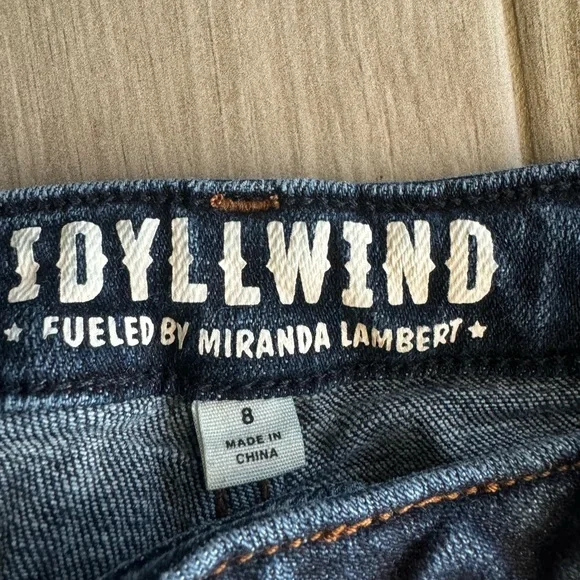 IDYLLWIND
★ FUELED BY MIRANDA LAMBERT ★
8
MADE IN
CHINA